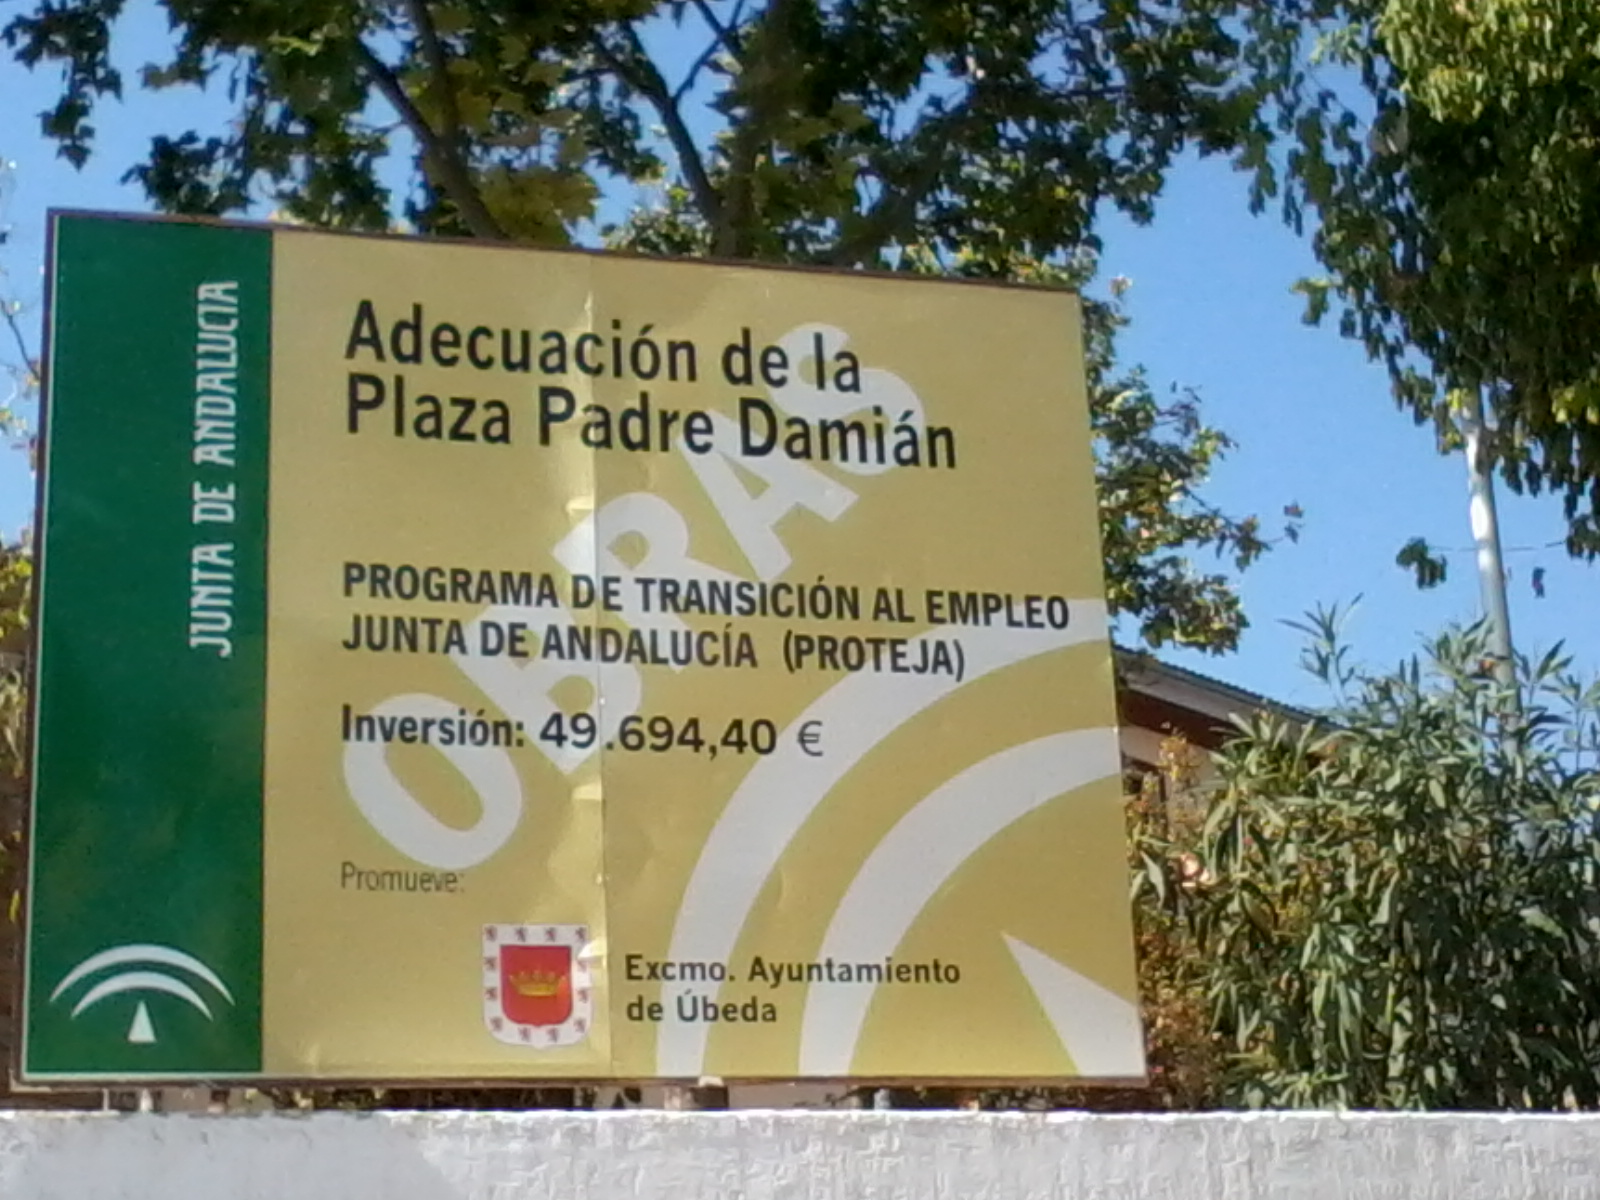 JUNTA DE ANDALUCIA
Adecuación de la
Plaza Padre Damián
OBRAS
PROGRAMA DE TRANSICIÓN AL EMPLEO
JUNTA DE ANDALUCÍA (PROTEJA)
Inversión: 49.694,40 €
Promueve:
Excmo. Ayuntamiento
de Úbeda